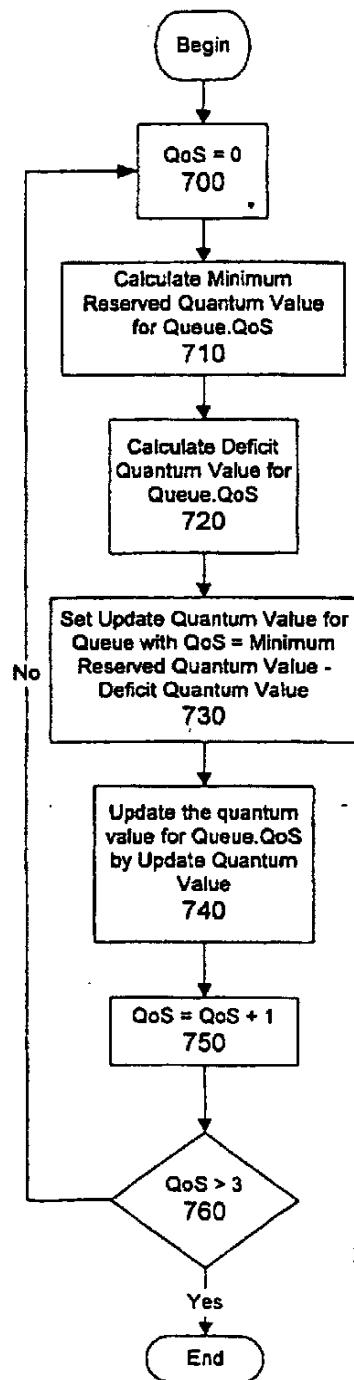 Begin
QoS = 0
700
Calculate Minimum
Reserved Quantum Value
for Queue.QoS
710
Calculate Deficit
Quantum Value for
Queue.QoS
720
Set Update Quantum Value for
Queue with QoS = Minimum
Reserved Quantum Value -
Deficit Quantum Value
730
No
Update the quantum
value for Queue.QoS
by Update Quantum
Value
740
QoS = QoS + 1
750
QoS > 3
760
Yes
End